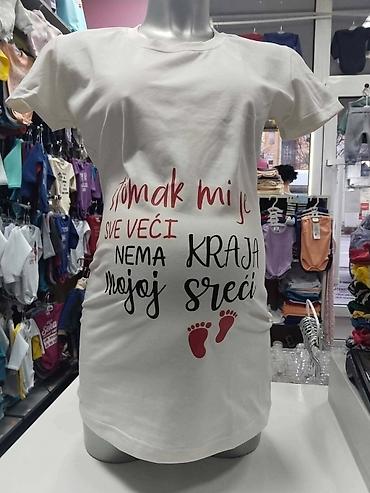 Stomak mi je
SVE VEĆI
NEMA KRAJA
Mojoj sreći